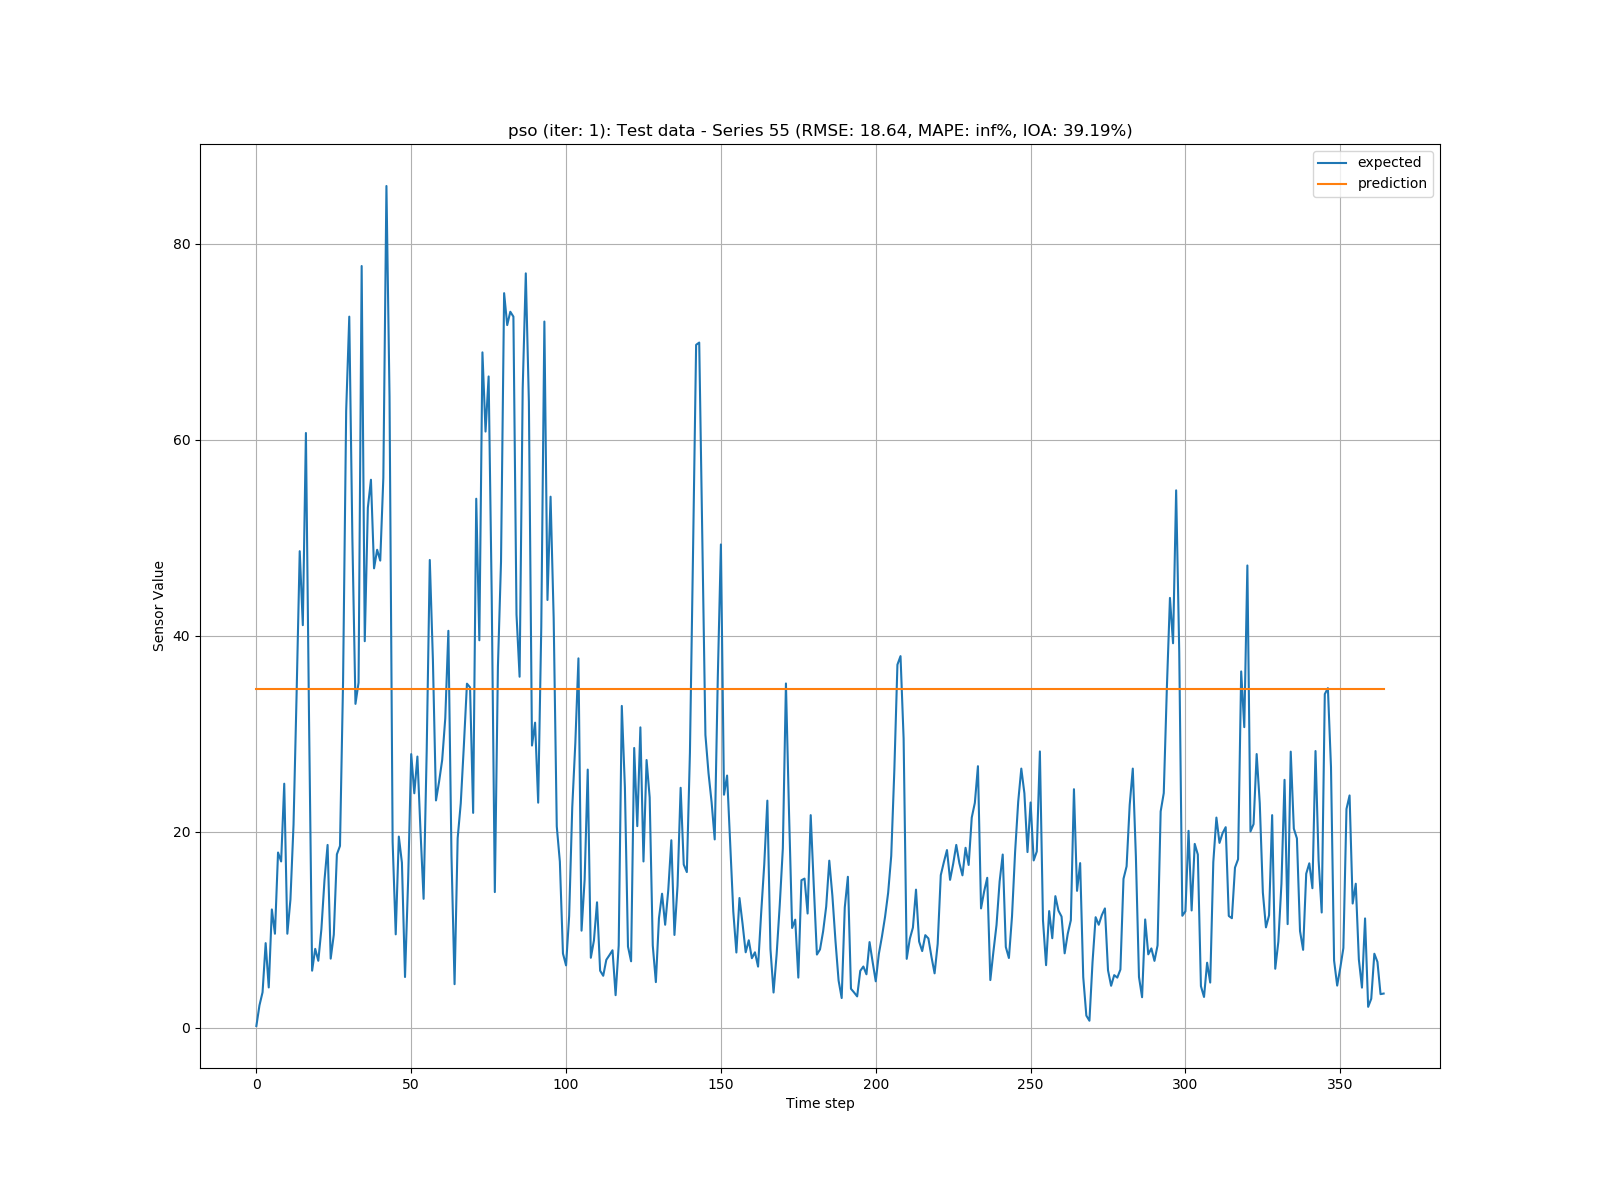 pso (iter: 1): Test data - Series 55 (RMSE: 18.64, MAPE: inf%, IOA: 39.19%)
expected
prediction
80
60
40
20
0
Sensor Value
0 50 100 150 200 250 300 350
Time step